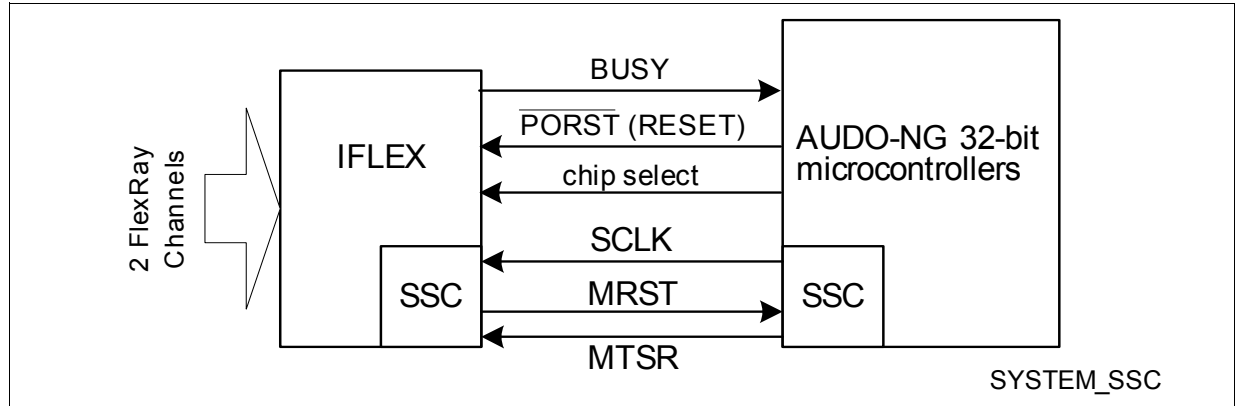 BUSY
PORST (RESET)
IFLEX
AUDO-NG 32-bit
microcontrollers
chip select
2 FlexRay
Channels
SCLK
SSC
MRST
SSC
MTSR
SYSTEM_SSC